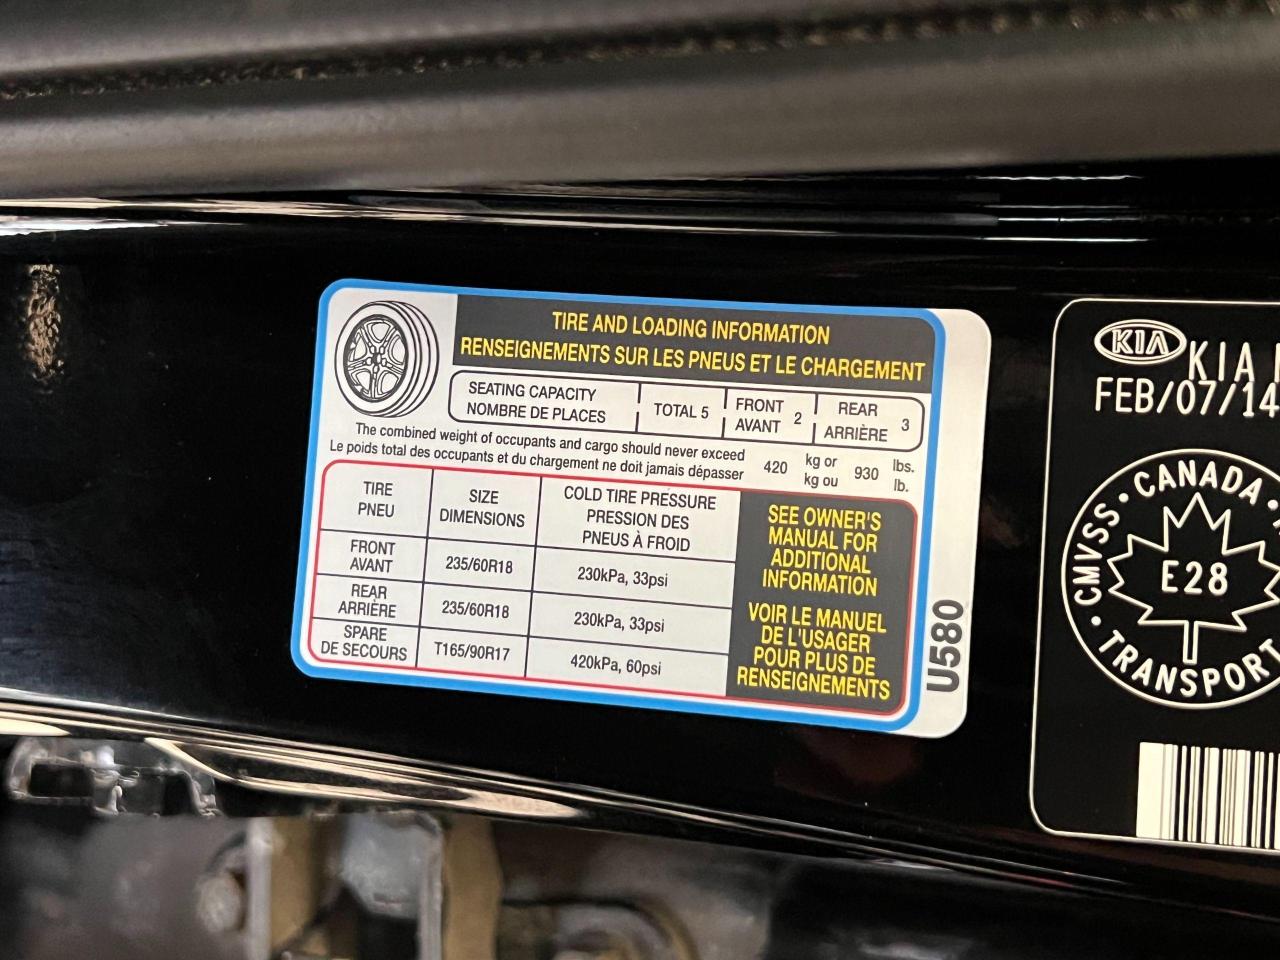 TIRE AND LOADING INFORMATION
RENSEIGNEMENTS SUR LES PNEUS ET LE CHARGEMENT
SEATING CAPACITY
NOMBRE DE PLACES
TOTAL 5
FRONT
AVANT 2
REAR
ARRIÈRE 3
The combined weight of occupants and cargo should never exceed
Le poids total des occupants et du chargement ne doit jamais dépasser
420 kg or 930 lbs.
kg ou lb.
TIRE
PNEU
SIZE
DIMENSIONS
COLD TIRE PRESSURE
PRESSION DES
PNEUS À FROID
FRONT
AVANT
235/60R18
230kPa, 33psi
REAR
ARRIÈRE
235/60R18
230kPa, 33psi
SPARE
DE SECOURS
T165/90R17
420kPa, 60psi
SEE OWNER'S
MANUAL FOR
ADDITIONAL
INFORMATION
VOIR LE MANUEL
DE L'USAGER
POUR PLUS DE
RENSEIGNEMENTS
U580
KIA
KIA
FEB/07/14
CANADA
CMVSS
E28
TRANSPORT